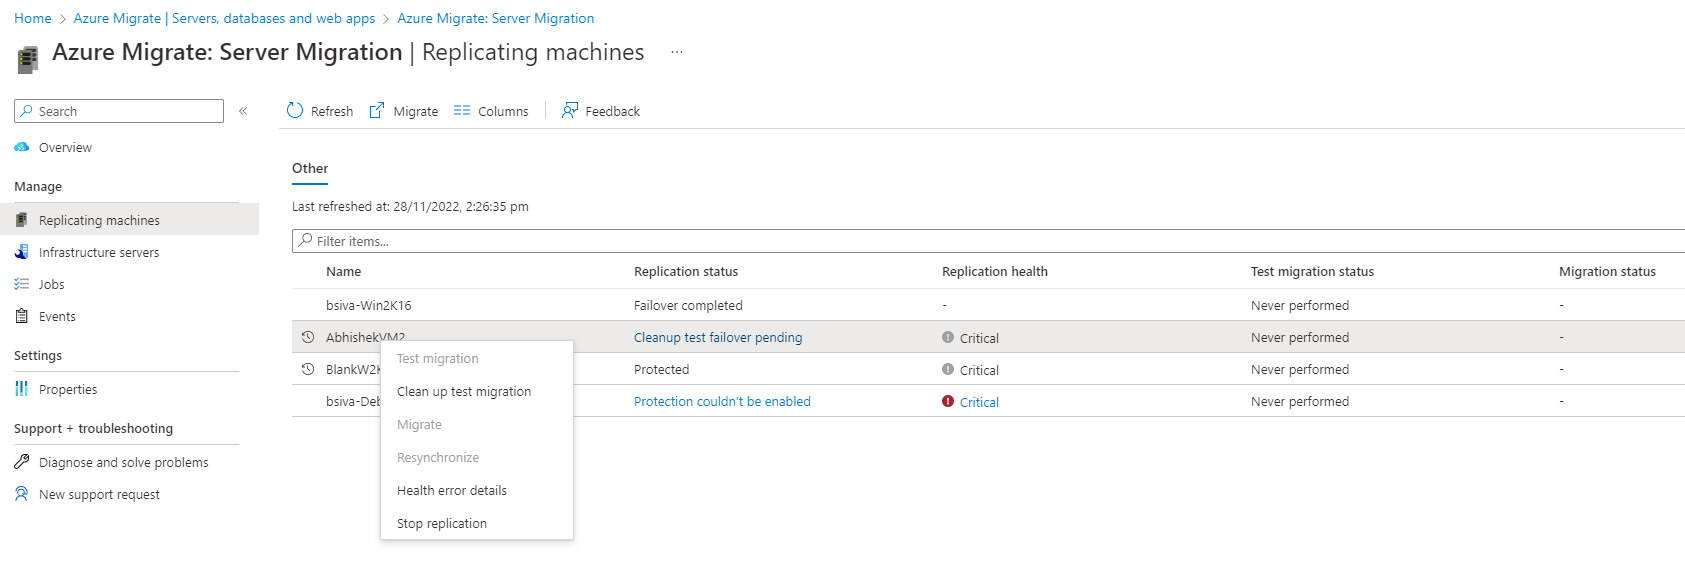 Home > Azure Migrate | Servers, databases and web apps > Azure Migrate: Server Migration
Azure Migrate: Server Migration | Replicating machines ...
Search «
Overview
Manage
Replicating machines
Infrastructure servers
Jobs
Events
Settings
Properties
Support + troubleshooting
Diagnose and solve problems
New support request
Refresh Migrate Columns Feedback
Other
Last refreshed at: 28/11/2022, 2:26:35 pm
Filter items...
Name Replication status Replication health Test migration status Migration status
bsiva-Win2K16 Failover completed - Never performed -
AbhishekVM2 Cleanup test failover pending Critical Never performed -
Protected Critical Never performed -
Protection couldn't be enabled Critical Never performed -
Test migration
Clean up test migration
Migrate
Resynchronize
Health error details
Stop replication